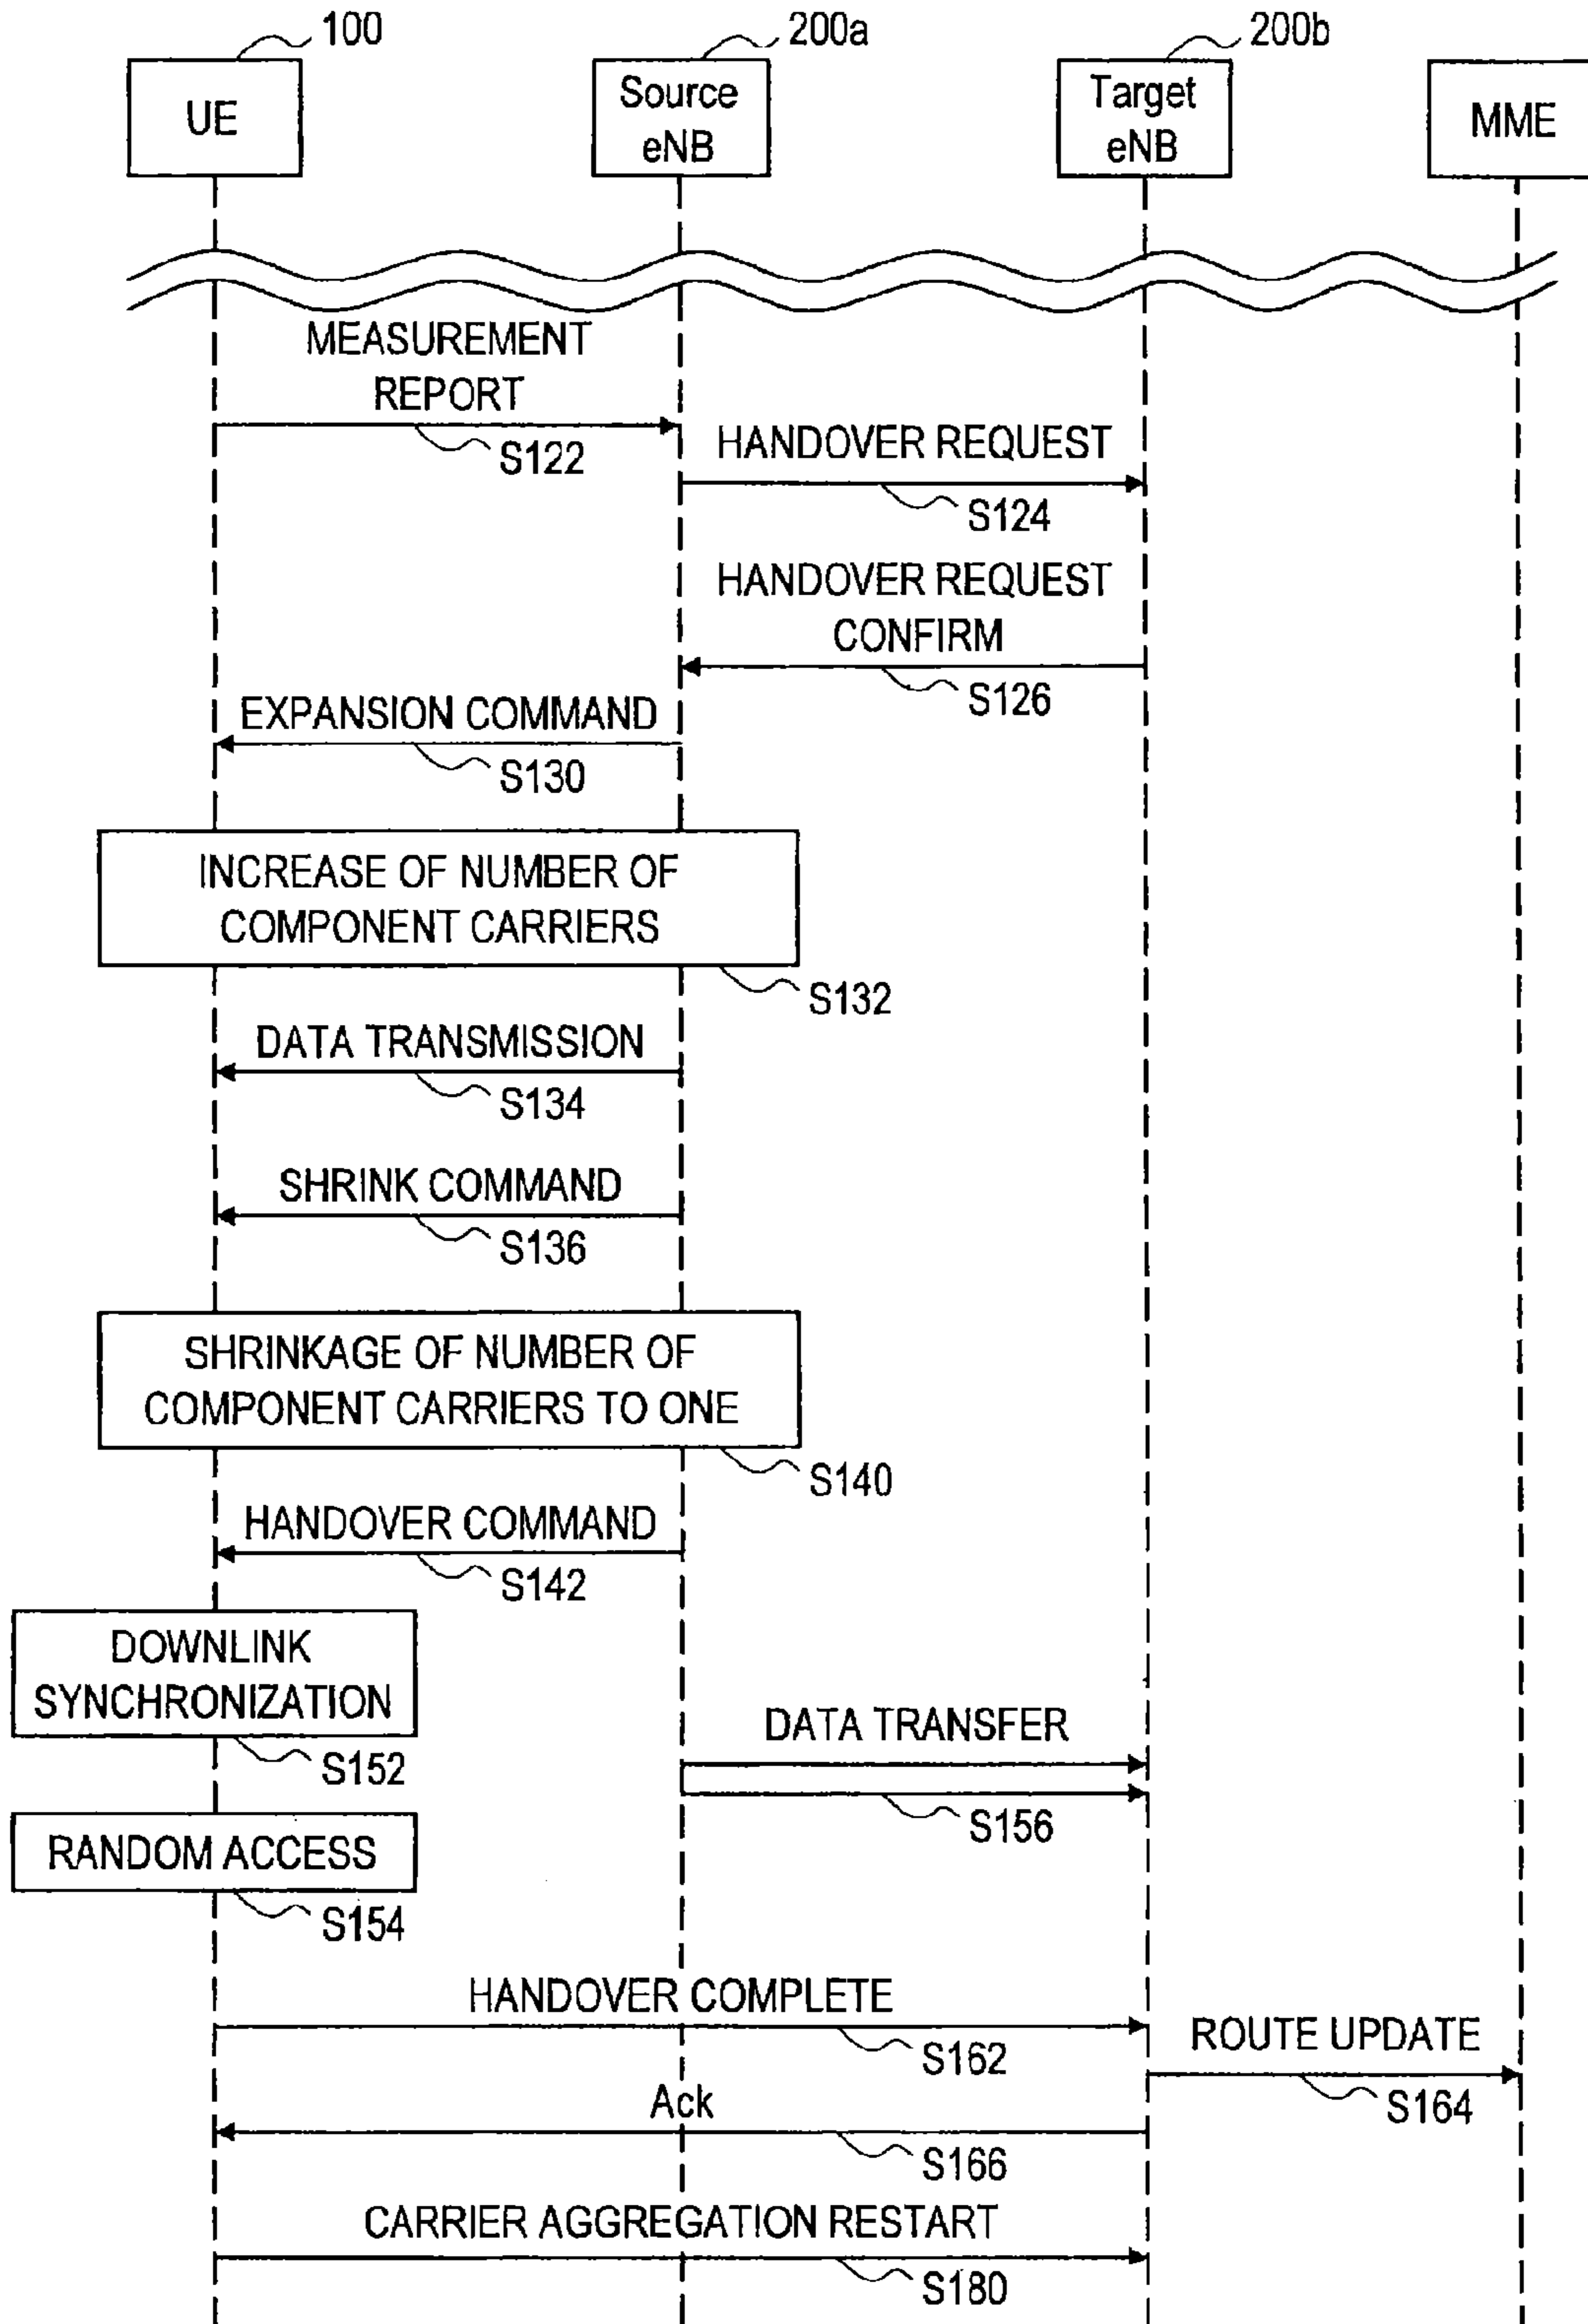 100
200a
200b
UE
Source
eNB
Target
eNB
MME
MEASUREMENT
REPORT
S122
HANDOVER REQUEST
S124
HANDOVER REQUEST
CONFIRM
S126
EXPANSION COMMAND
S130
INCREASE OF NUMBER OF
COMPONENT CARRIERS
S132
DATA TRANSMISSION
S134
SHRINK COMMAND
S136
SHRINKAGE OF NUMBER OF
COMPONENT CARRIERS TO ONE
S140
HANDOVER COMMAND
S142
DOWNLINK
SYNCHRONIZATION
S152
DATA TRANSFER
S156
RANDOM ACCESS
S154
HANDOVER COMPLETE
S162
ROUTE UPDATE
S164
Ack
S166
CARRIER AGGREGATION RESTART
S180